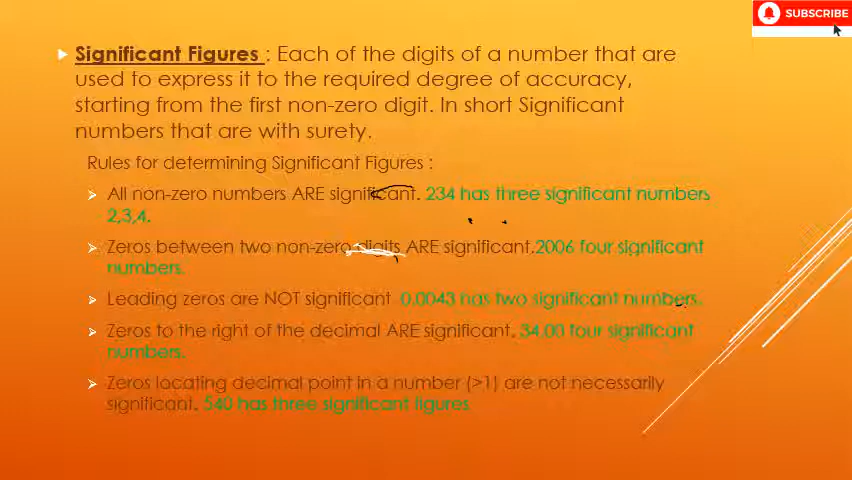 SUBSCRIBE
Significant Figures : Each of the digits of a number that are
used to express it to the required degree of accuracy,
starting from the first non-zero digit. In short Significant
numbers that are with surety.
Rules for determining Significant Figures :
All non-zero numbers ARE significant. 234 has three significant numbers
2,3,4.
Zeros between two non-zero digits ARE significant.2006 four significant
numbers.
Leading zeros are NOT significant 0.0043 has two significant numbers.
Zeros to the right of the decimal ARE significant. 34.00 four significant
numbers.
Zeros locating decimal point in a number (>1) are not necessarily
significant. 540 has three significant figures